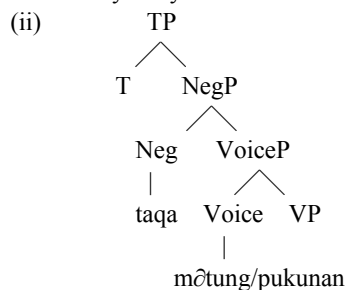 (ii) TP
T NegP
Neg VoiceP
taqa Voice VP
m∂tung/pukunan